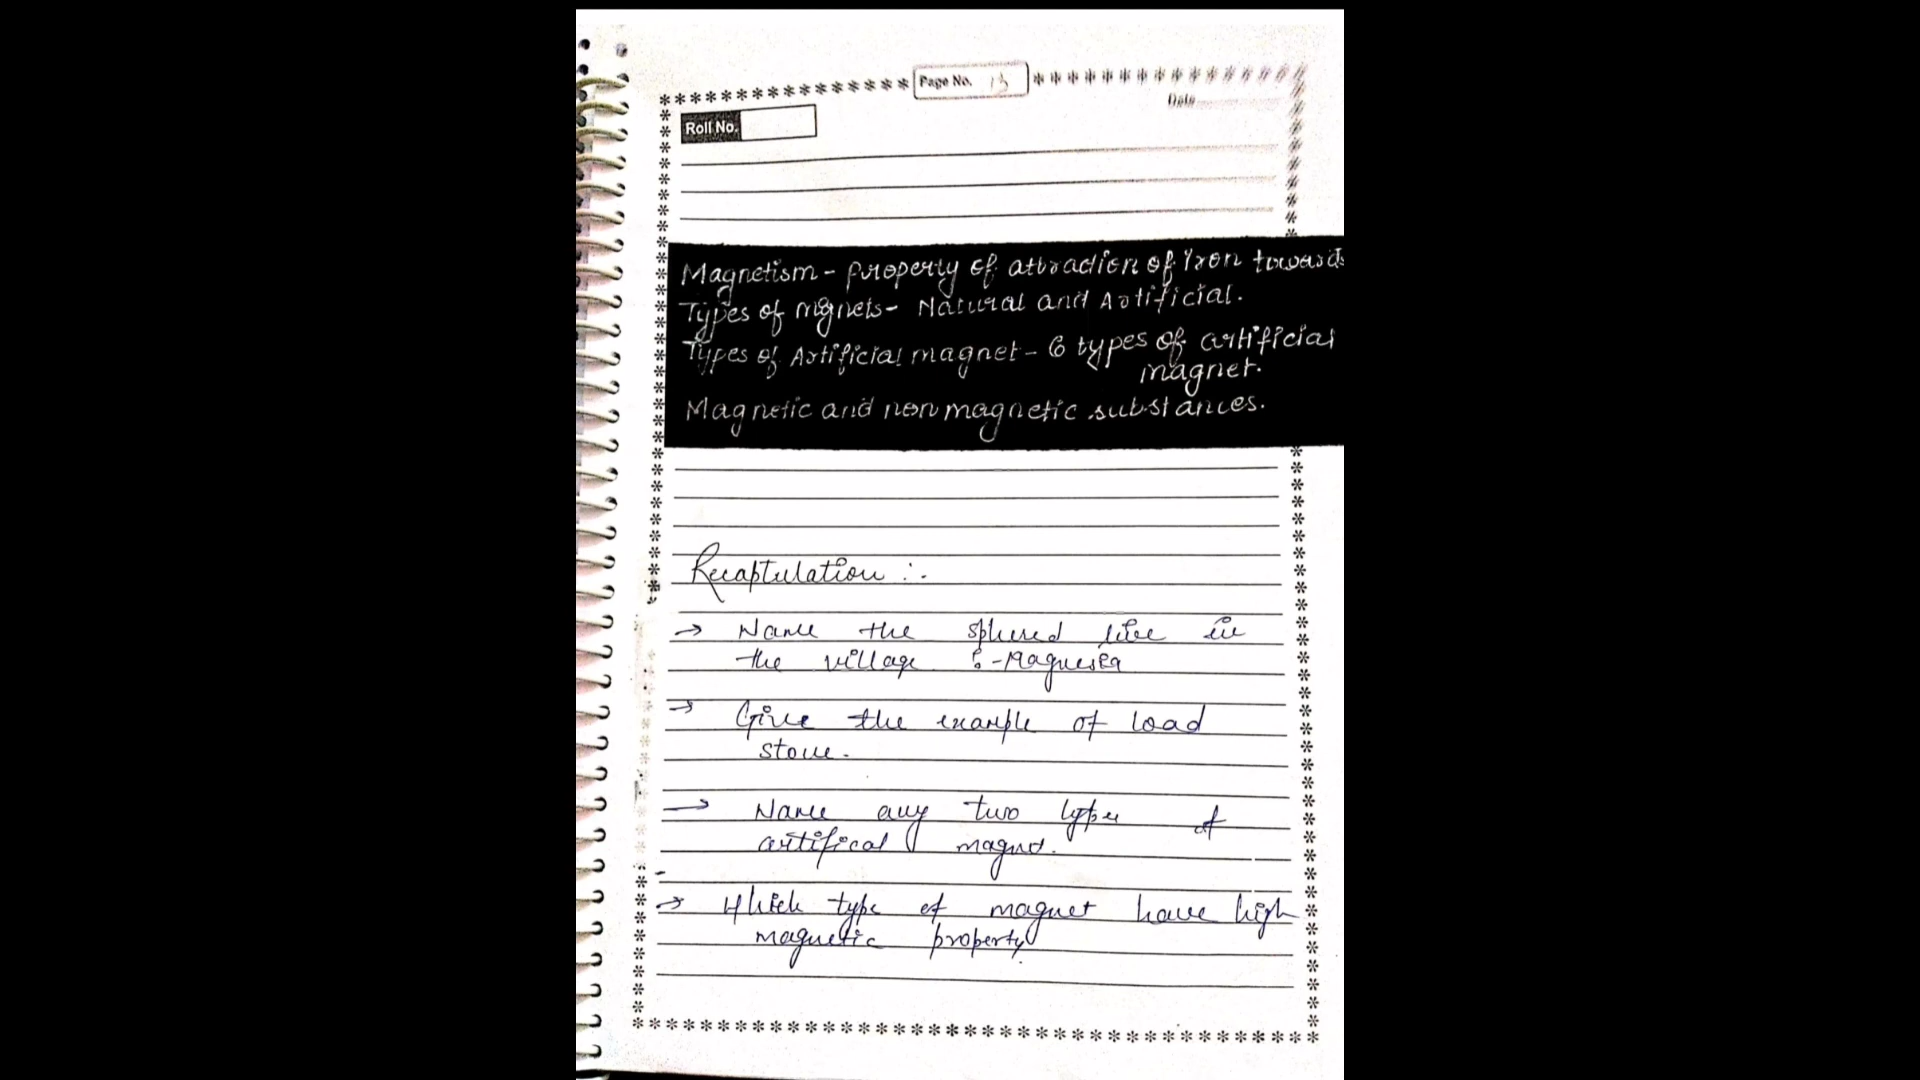 Page No. 13
Date
Roll No.
Magnetism - Property of attraction of Iron towards
Types of mgnets - Natural and Artificial.
Types of Artificial magnet - 6 types of artificial
magnet.
Magnetic and non magnetic substances.
Recaptulation :-
→ Name the sphered live in
the village :- Magnesia
→ Give the example of load
stone.
→ Name any two types of
artifical magnet.
→ Which type of magnet have high
magnetic property.